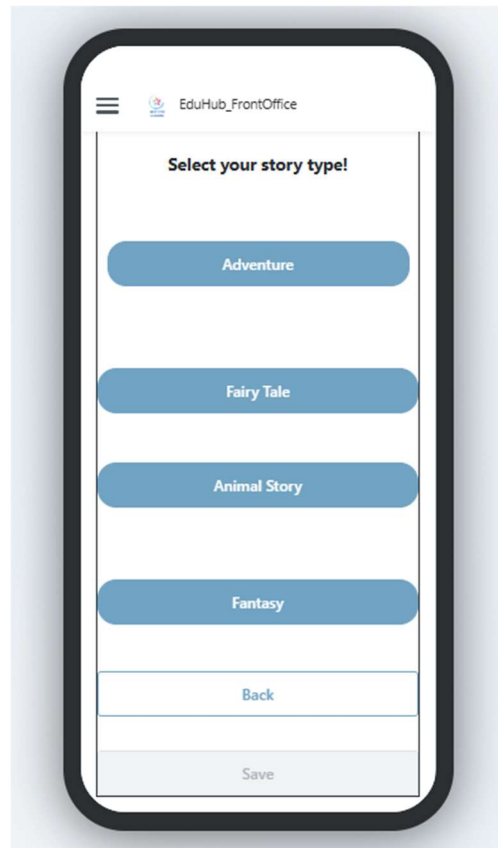 EduHub_FrontOffice
Select your story type!
Adventure
Fairy Tale
Animal Story
Fantasy
Back
Save